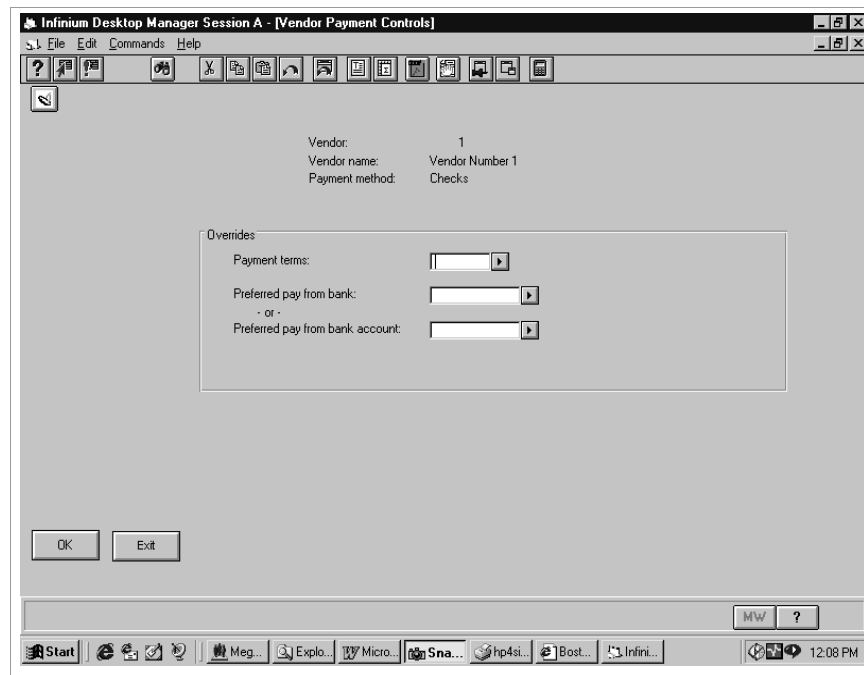 Infinium Desktop Manager Session A - [Vendor Payment Controls]
File Edit Commands Help
Vendor: 1
Vendor name: Vendor Number 1
Payment method: Checks
Overrides
Payment terms:
Preferred pay from bank:
- or -
Preferred pay from bank account:
OK Exit
MW ?
Start Meg... Explo... Micro... Sna... hp4si... Bost... Infini... 12:08 PM